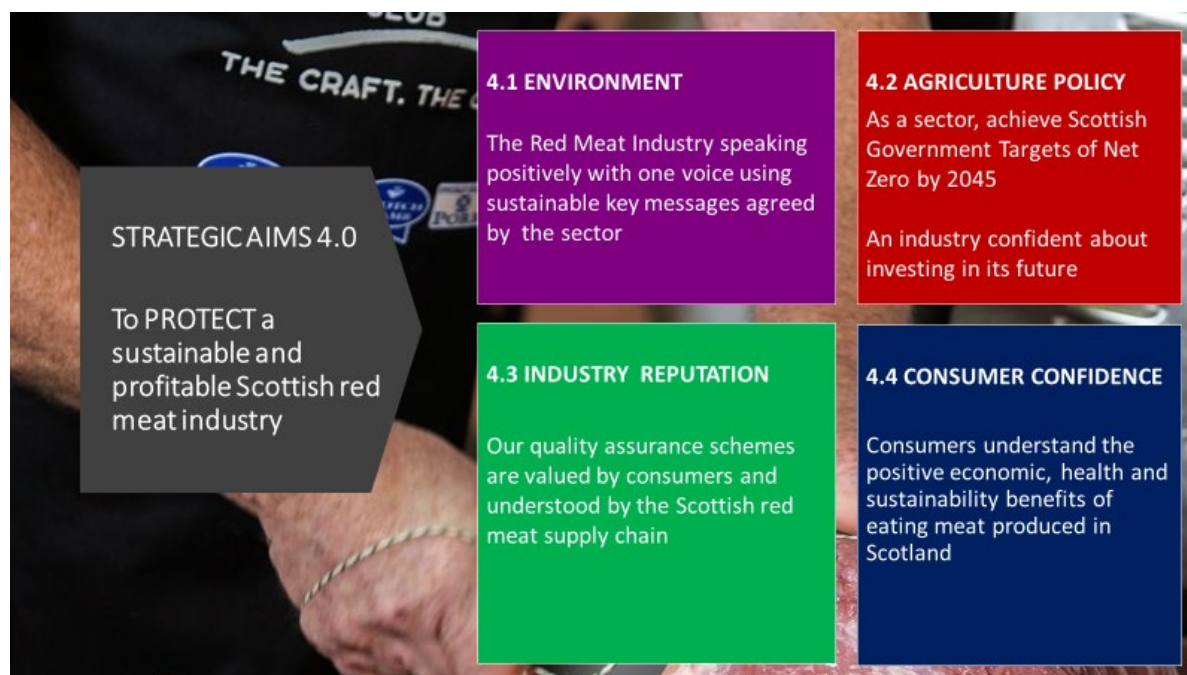 CLUB
THE CRAFT. THE
STRATEGIC AIMS 4.0
To PROTECT a
sustainable and
profitable Scottish red
meat industry
4.1 ENVIRONMENT
The Red Meat Industry speaking
positively with one voice using
sustainable key messages agreed
by the sector
4.2 AGRICULTURE POLICY
As a sector, achieve Scottish
Government Targets of Net
Zero by 2045
An industry confident about
investing in its future
4.3 INDUSTRY REPUTATION
Our quality assurance schemes
are valued by consumers and
understood by the Scottish red
meat supply chain
4.4 CONSUMER CONFIDENCE
Consumers understand the
positive economic, health and
sustainability benefits of
eating meat produced in
Scotland